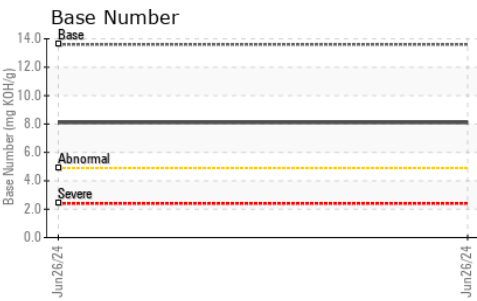 Base Number
Base Number (mg KOH/g)
14.0
12.0
10.0
8.0
6.0
4.0
2.0
0.0
Base
Abnormal
Severe
Jun26/24
Jun26/24